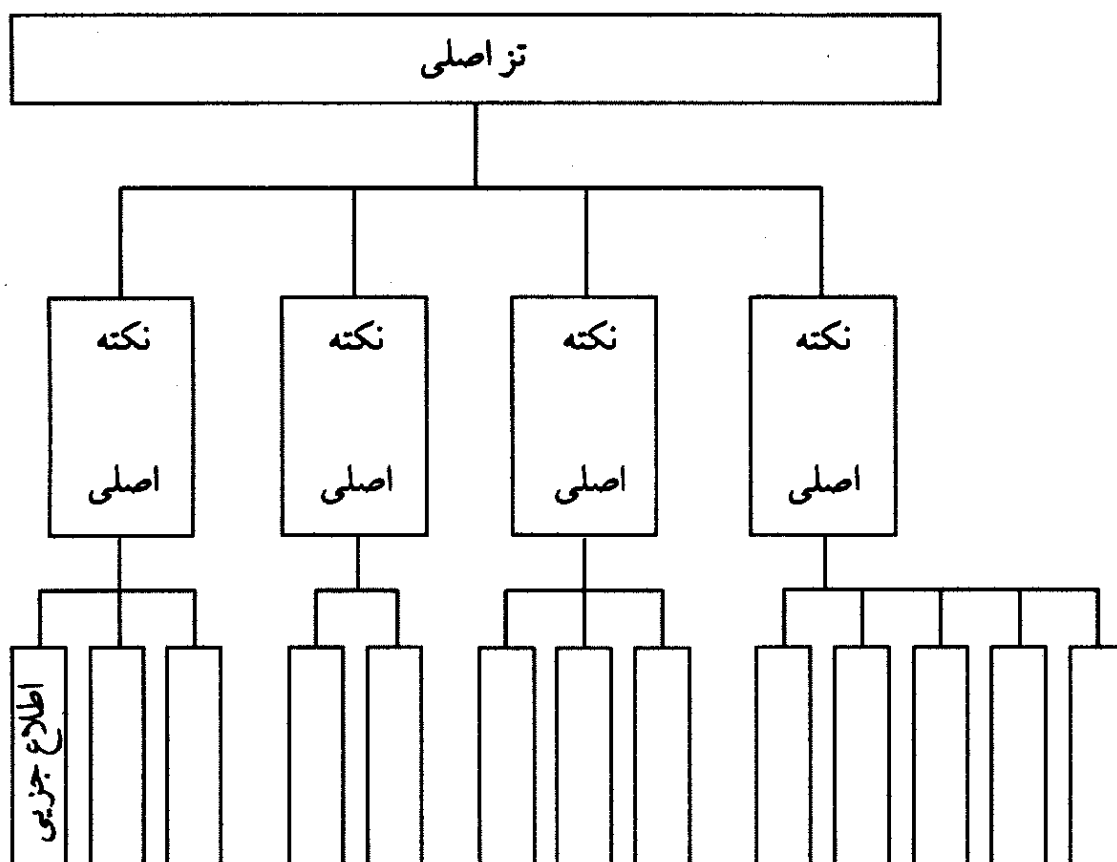 تز اصلی
نکته
اصلی
نکته
اصلی
نکته
اصلی
نکته
اصلی
اطلاع جزیی